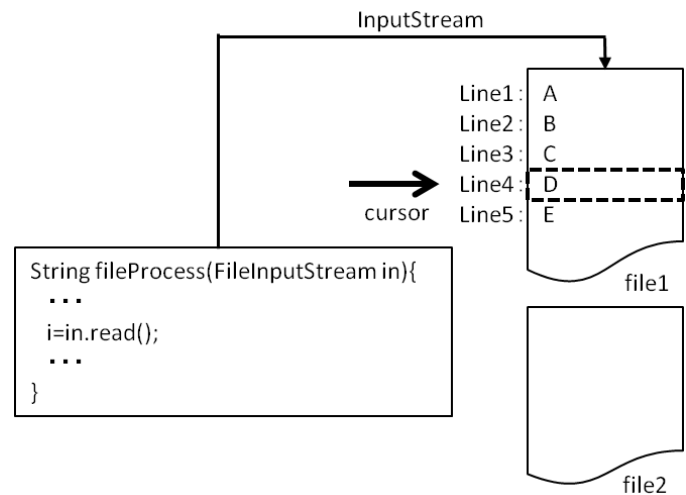 InputStream
Line1: A
Line2: B
Line3: C
Line4: D
cursor
Line5: E
file1
String fileProcess(FileInputStream in){
...
i=in.read();
...
}
file2